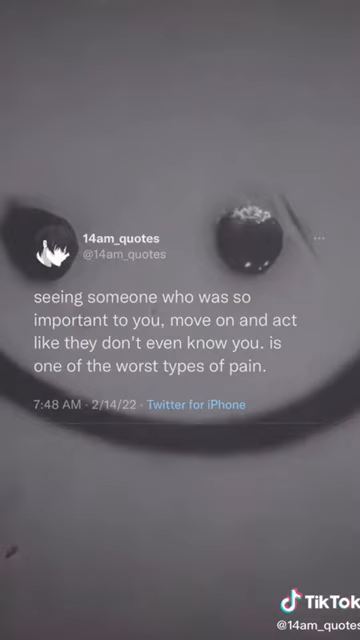 14am_quotes
@14am_quotes
seeing someone who was so
important to you, move on and act
like they don't even know you. is
one of the worst types of pain.
7:48 AM · 2/14/22 · Twitter for iPhone
TikTok
@14am_quotes